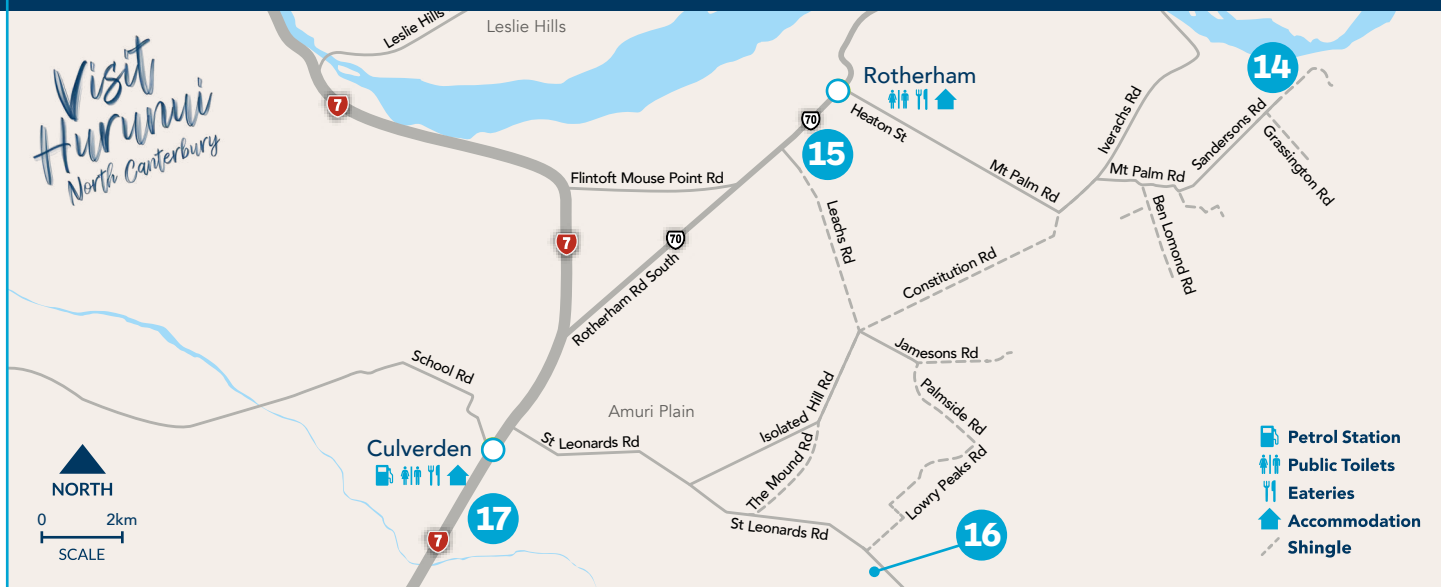 Visit
Hurunui
North Canterbury
Leslie Hills
Leslie Hills
7
Rotherham
14
70
15
Heaton St
Iverachs Rd
Sandersons Rd
Grassington Rd
Mt Palm Rd
Mt Palm Rd
Ben Lomond Rd
Flintoft Mouse Point Rd
Leachs Rd
7
70
Rotherham Rd South
Constitution Rd
School Rd
Jamesons Rd
Palmside Rd
Amuri Plain
Isolated Hill Rd
St Leonards Rd
The Mound Rd
Lowry Peaks Rd
Culverden
17
7
St Leonards Rd
16
NORTH
0 2km
SCALE
Petrol Station
Public Toilets
Eateries
Accommodation
Shingle